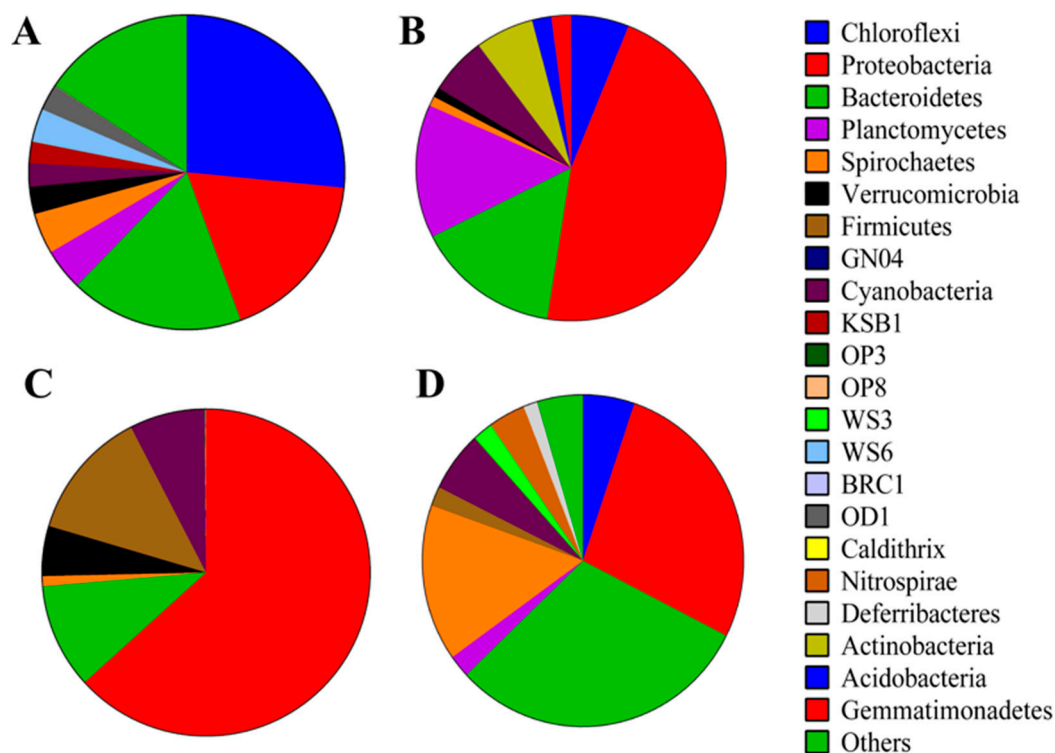 A
B
C
D
Chloroflexi
Proteobacteria
Bacteroidetes
Planctomycetes
Spirochaetes
Verrucomicrobia
Firmicutes
GN04
Cyanobacteria
KSB1
OP3
OP8
WS3
WS6
BRC1
OD1
Caldithrix
Nitrospirae
Deferribacteres
Actinobacteria
Acidobacteria
Gemmatimonadetes
Others